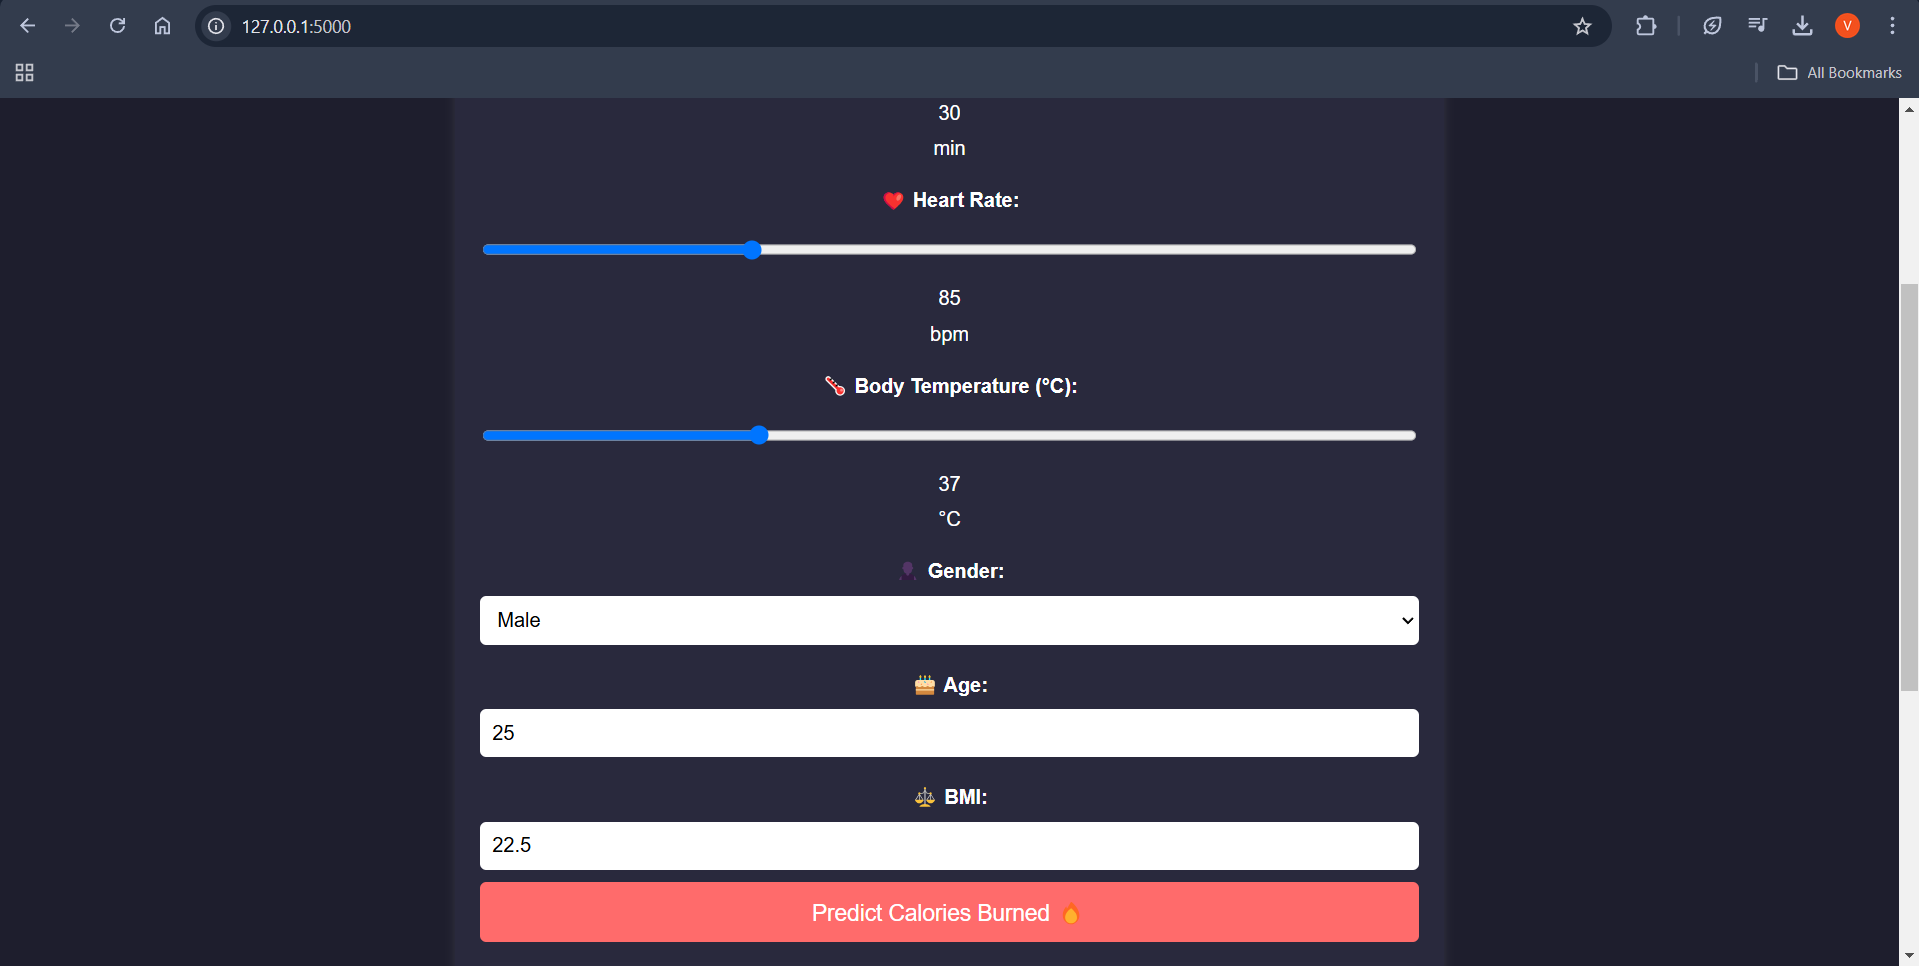 127.0.0.1:5000
V
All Bookmarks
30
min
Heart Rate:
85
bpm
Body Temperature (°C):
37
°C
Gender:
Male
Age:
25
BMI:
22.5
Predict Calories Burned